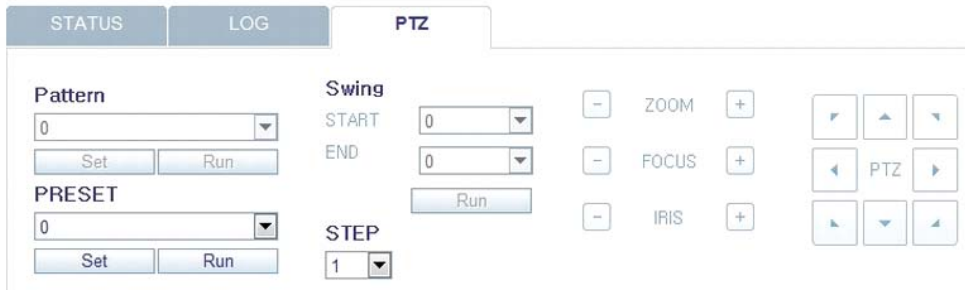 STATUS LOG PTZ
Pattern
0
Set Run
PRESET
0
Set Run
Swing
START 0
END 0
Run
STEP
1
- ZOOM +
- FOCUS +
- IRIS +
PTZ